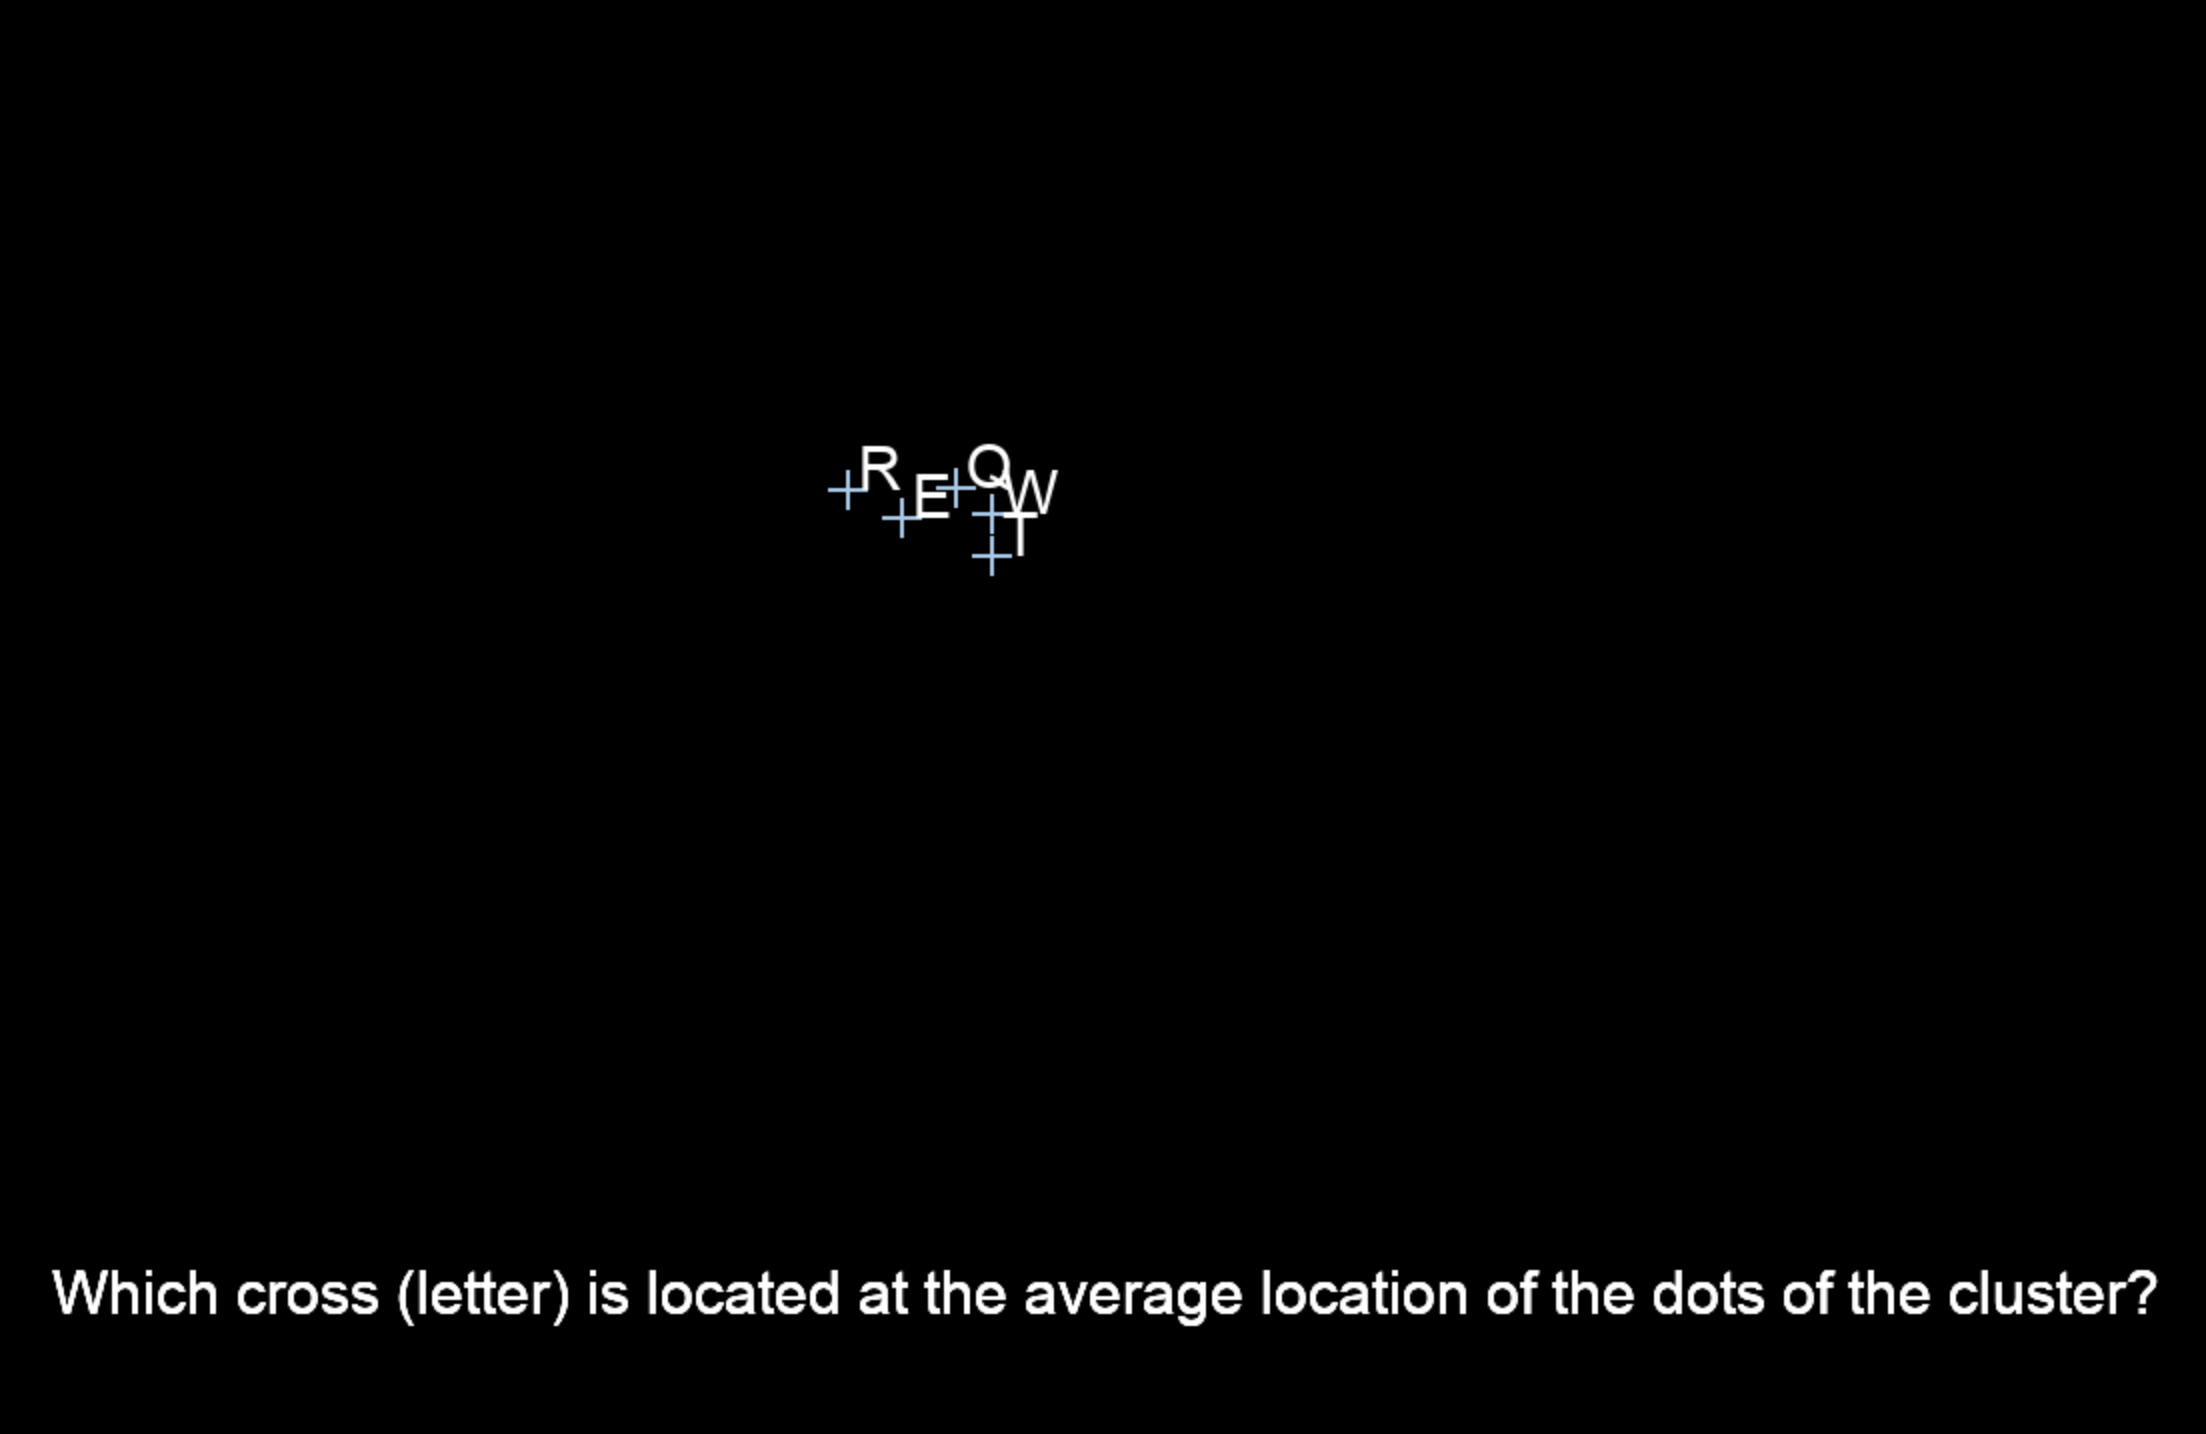 R
Q
E
W
T
Which cross (letter) is located at the average location of the dots of the cluster?